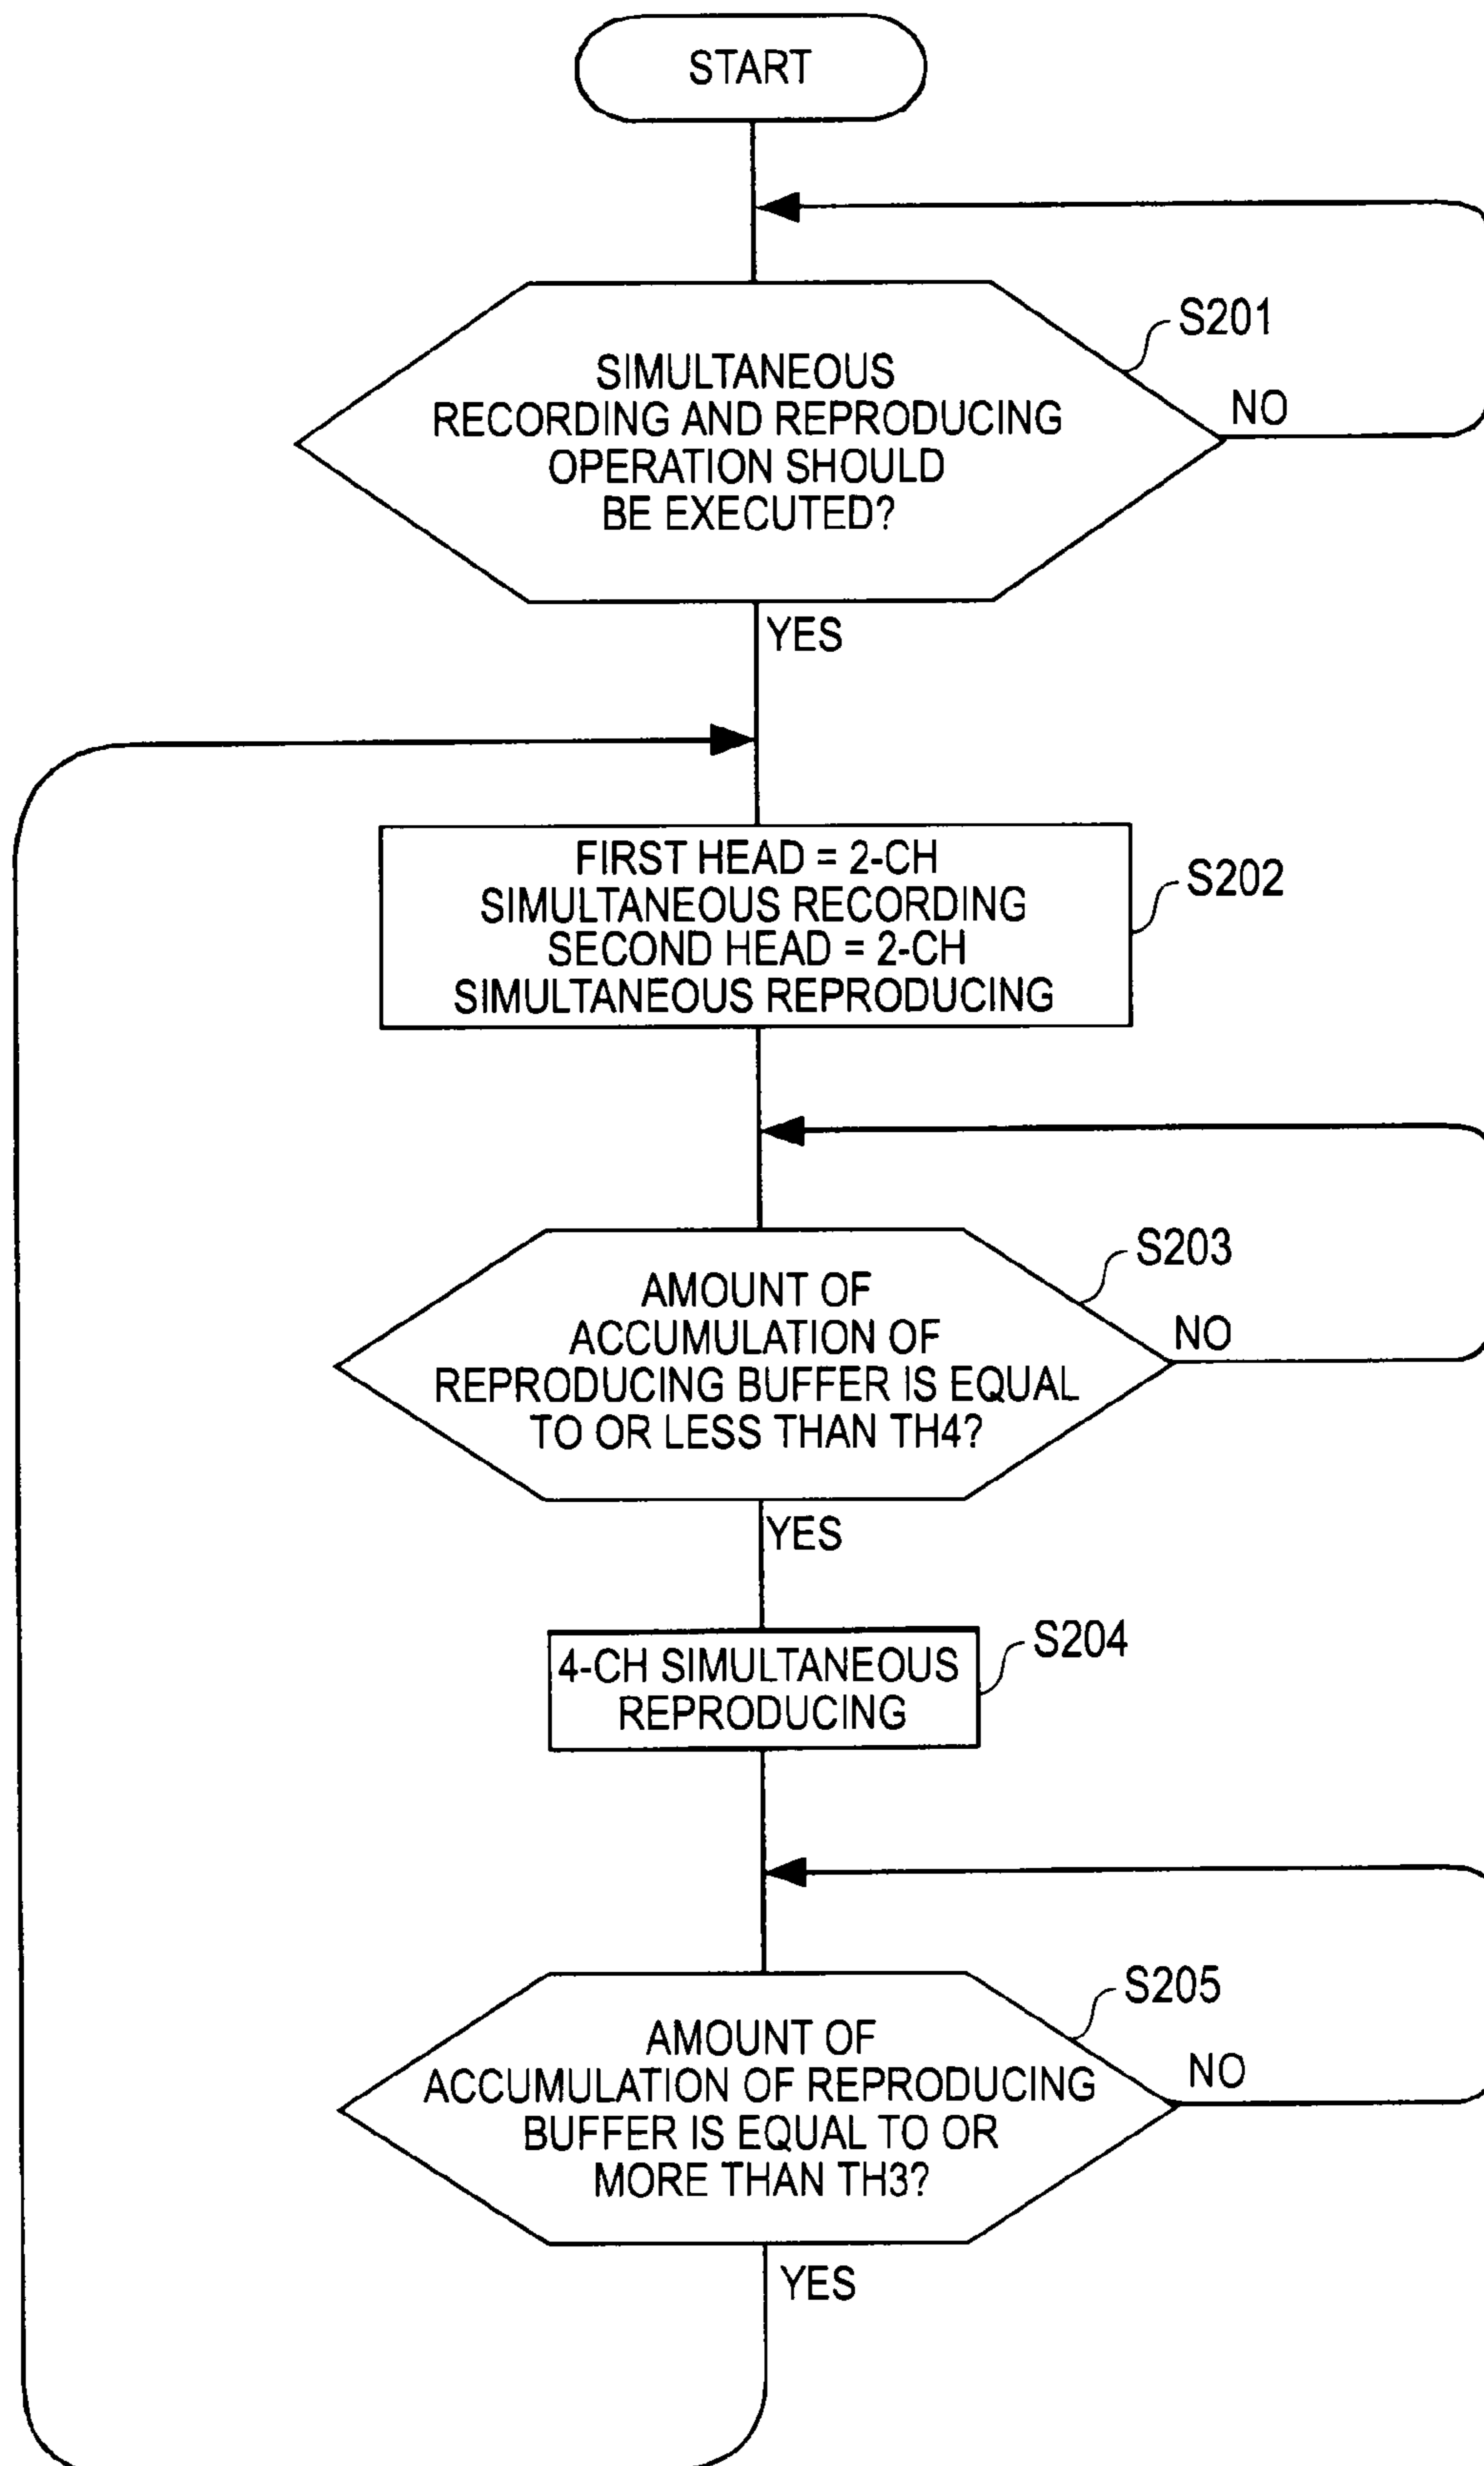 START
S201
SIMULTANEOUS
RECORDING AND REPRODUCING
OPERATION SHOULD
BE EXECUTED?
NO
YES
FIRST HEAD = 2-CH
SIMULTANEOUS RECORDING
SECOND HEAD = 2-CH
SIMULTANEOUS REPRODUCING
S202
S203
AMOUNT OF
ACCUMULATION OF
REPRODUCING BUFFER IS EQUAL
TO OR LESS THAN TH4?
NO
YES
4-CH SIMULTANEOUS
REPRODUCING
S204
S205
AMOUNT OF
ACCUMULATION OF REPRODUCING
BUFFER IS EQUAL TO OR
MORE THAN TH3?
NO
YES